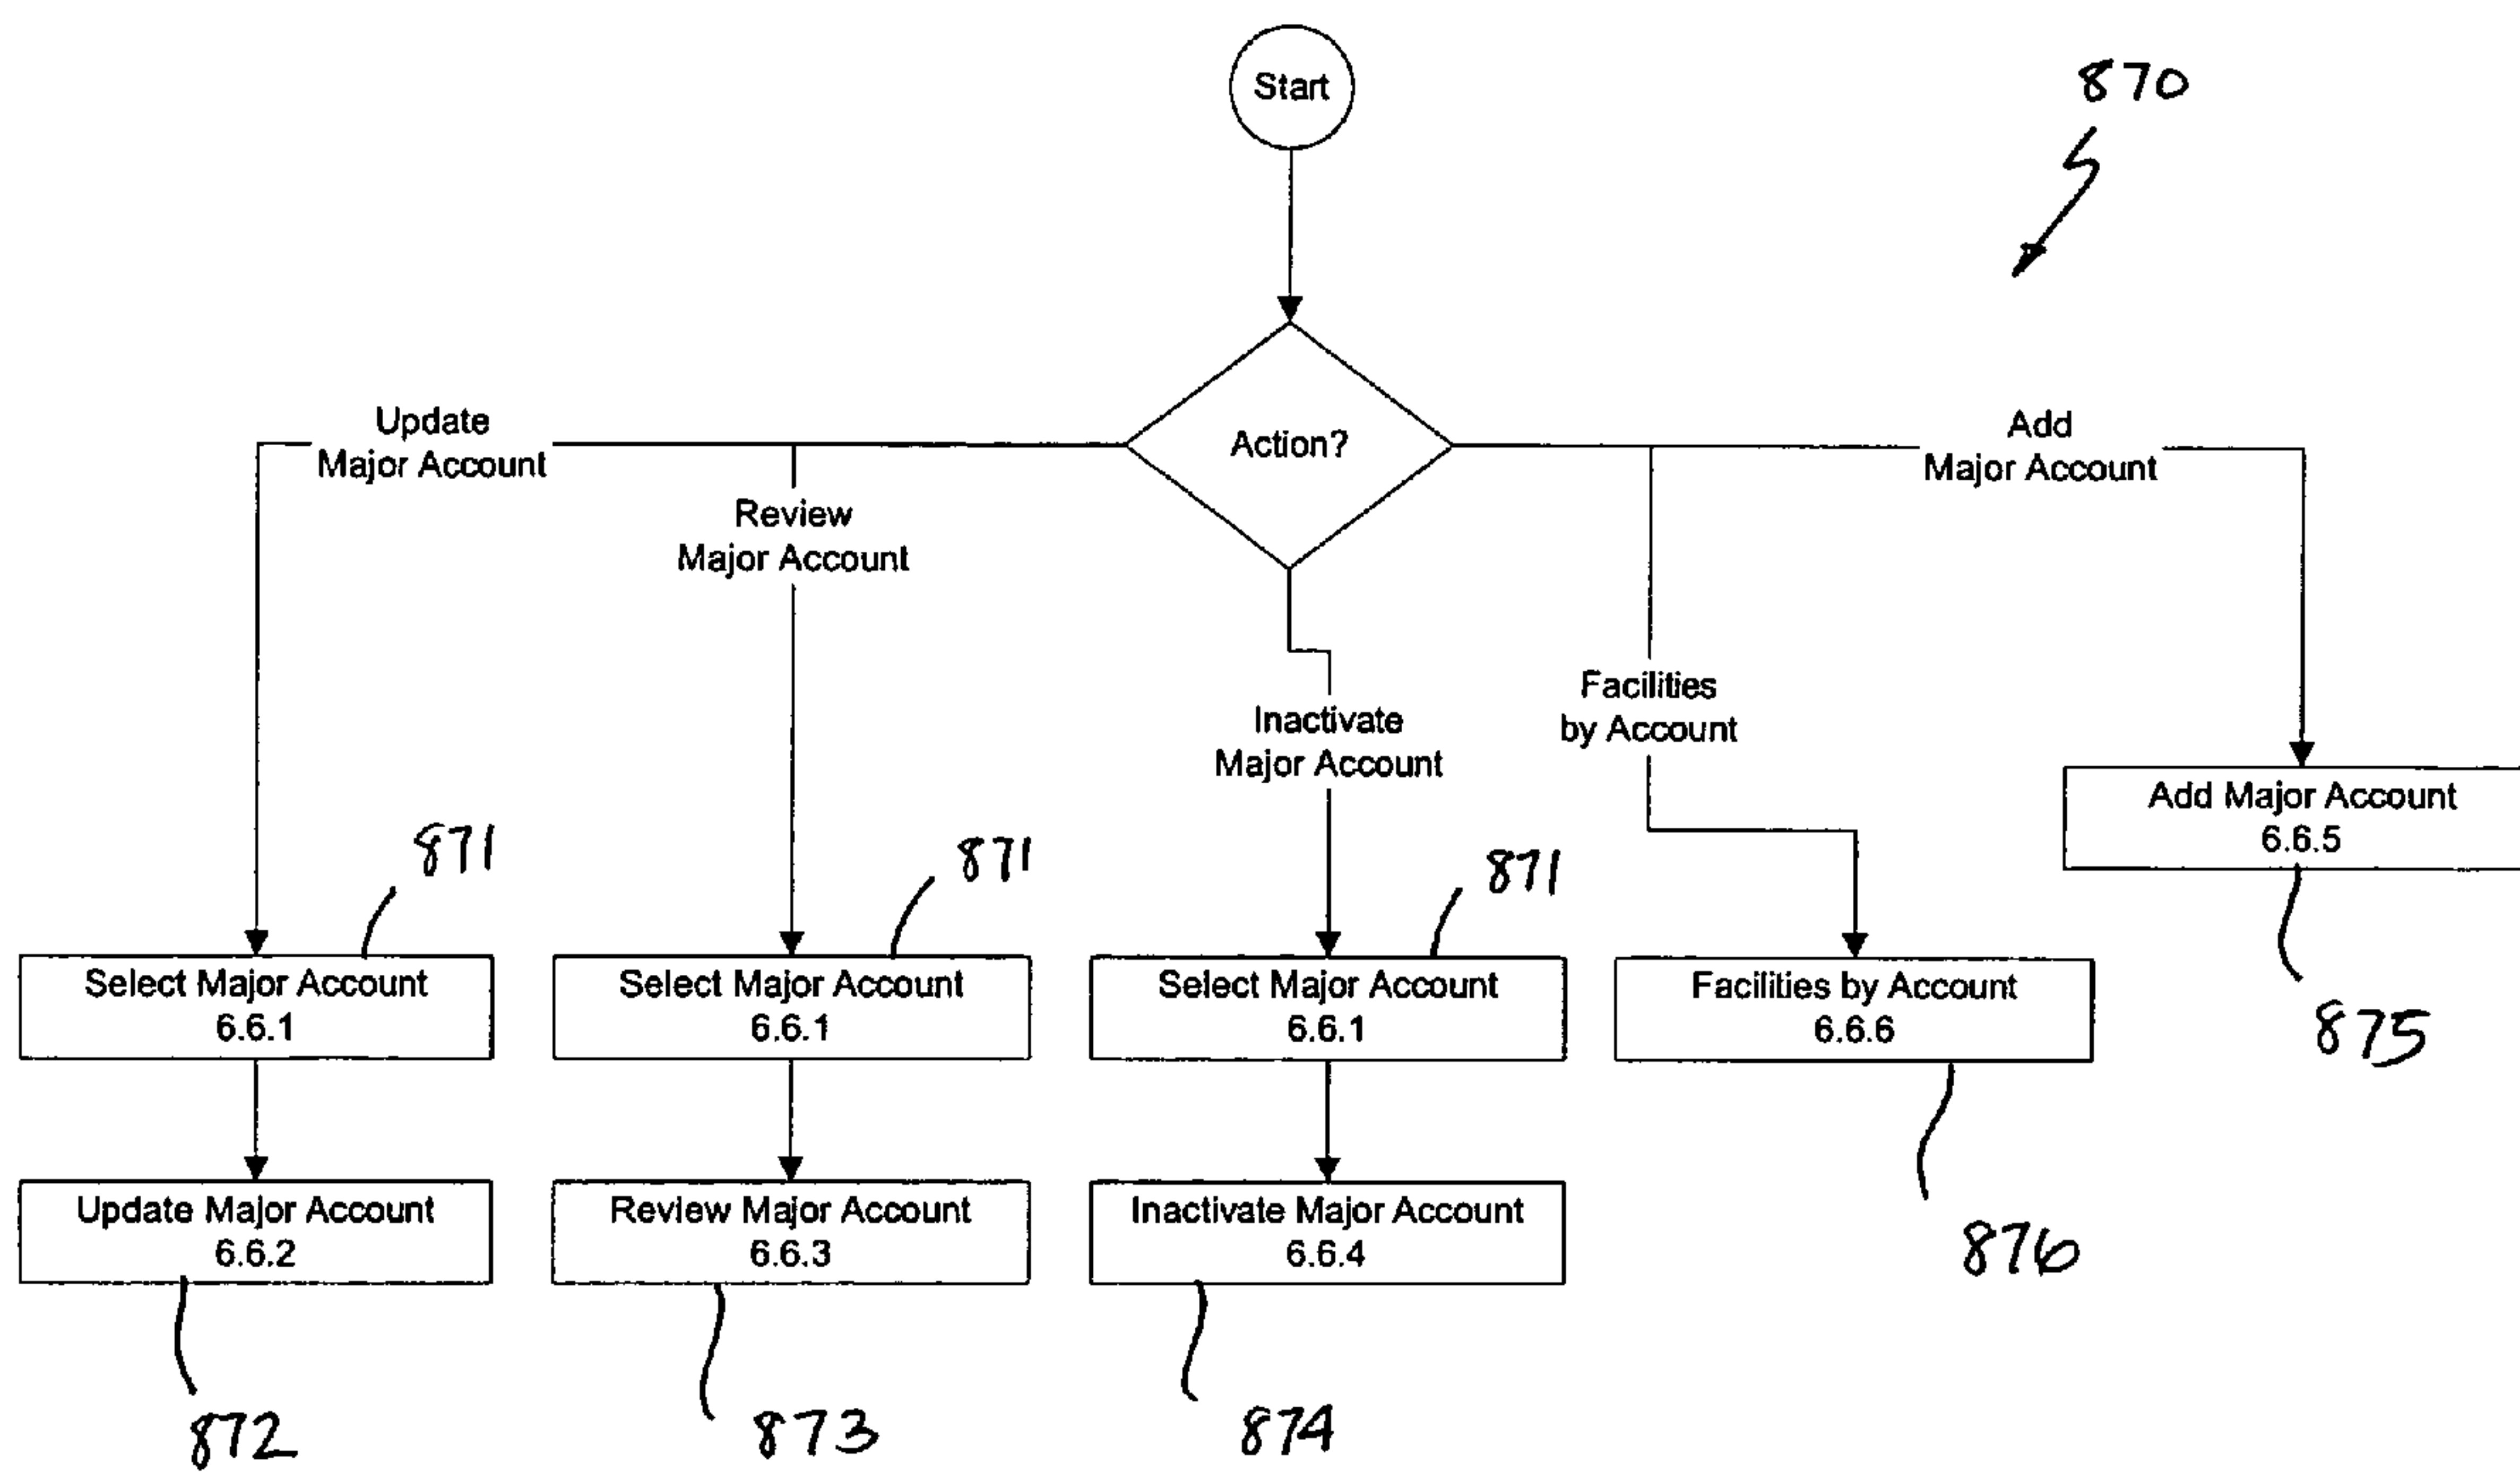 Start
870
Action?
Update
Major Account
Add
Major Account
Review
Major Account
Facilities
by Account
Inactivate
Major Account
Add Major Account
6.6.5
871
871
871
Select Major Account
6.6.1
Select Major Account
6.6.1
Select Major Account
6.6.1
Facilities by Account
6.6.6
875
Update Major Account
6.6.2
Review Major Account
6.6.3
Inactivate Major Account
6.6.4
876
872
873
874